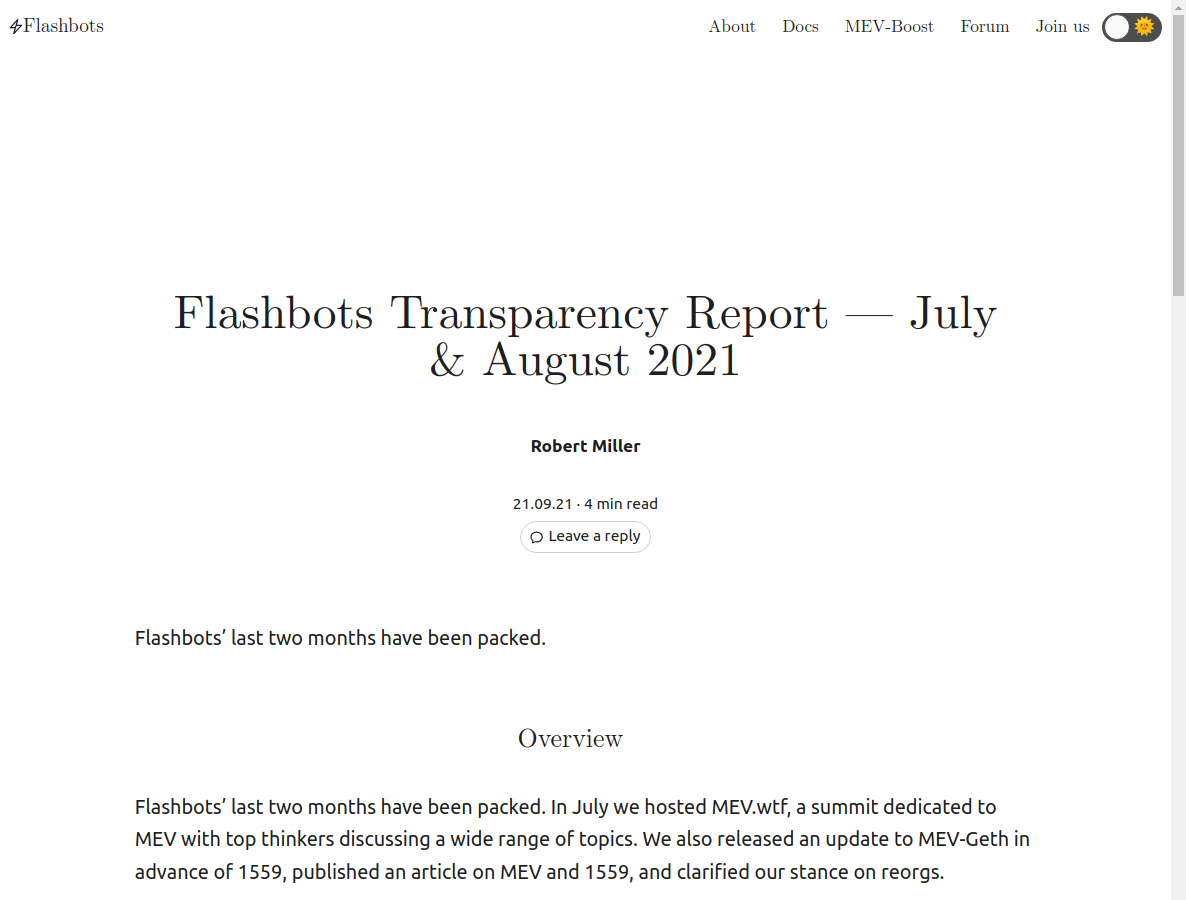 Flashbots
About Docs MEV-Boost Forum Join us
Flashbots Transparency Report — July
& August 2021
Robert Miller
21.09.21 · 4 min read
Leave a reply
Flashbots’ last two months have been packed.
Overview
Flashbots’ last two months have been packed. In July we hosted MEV.wtf, a summit dedicated to
MEV with top thinkers discussing a wide range of topics. We also released an update to MEV-Geth in
advance of 1559, published an article on MEV and 1559, and clarified our stance on reorgs.